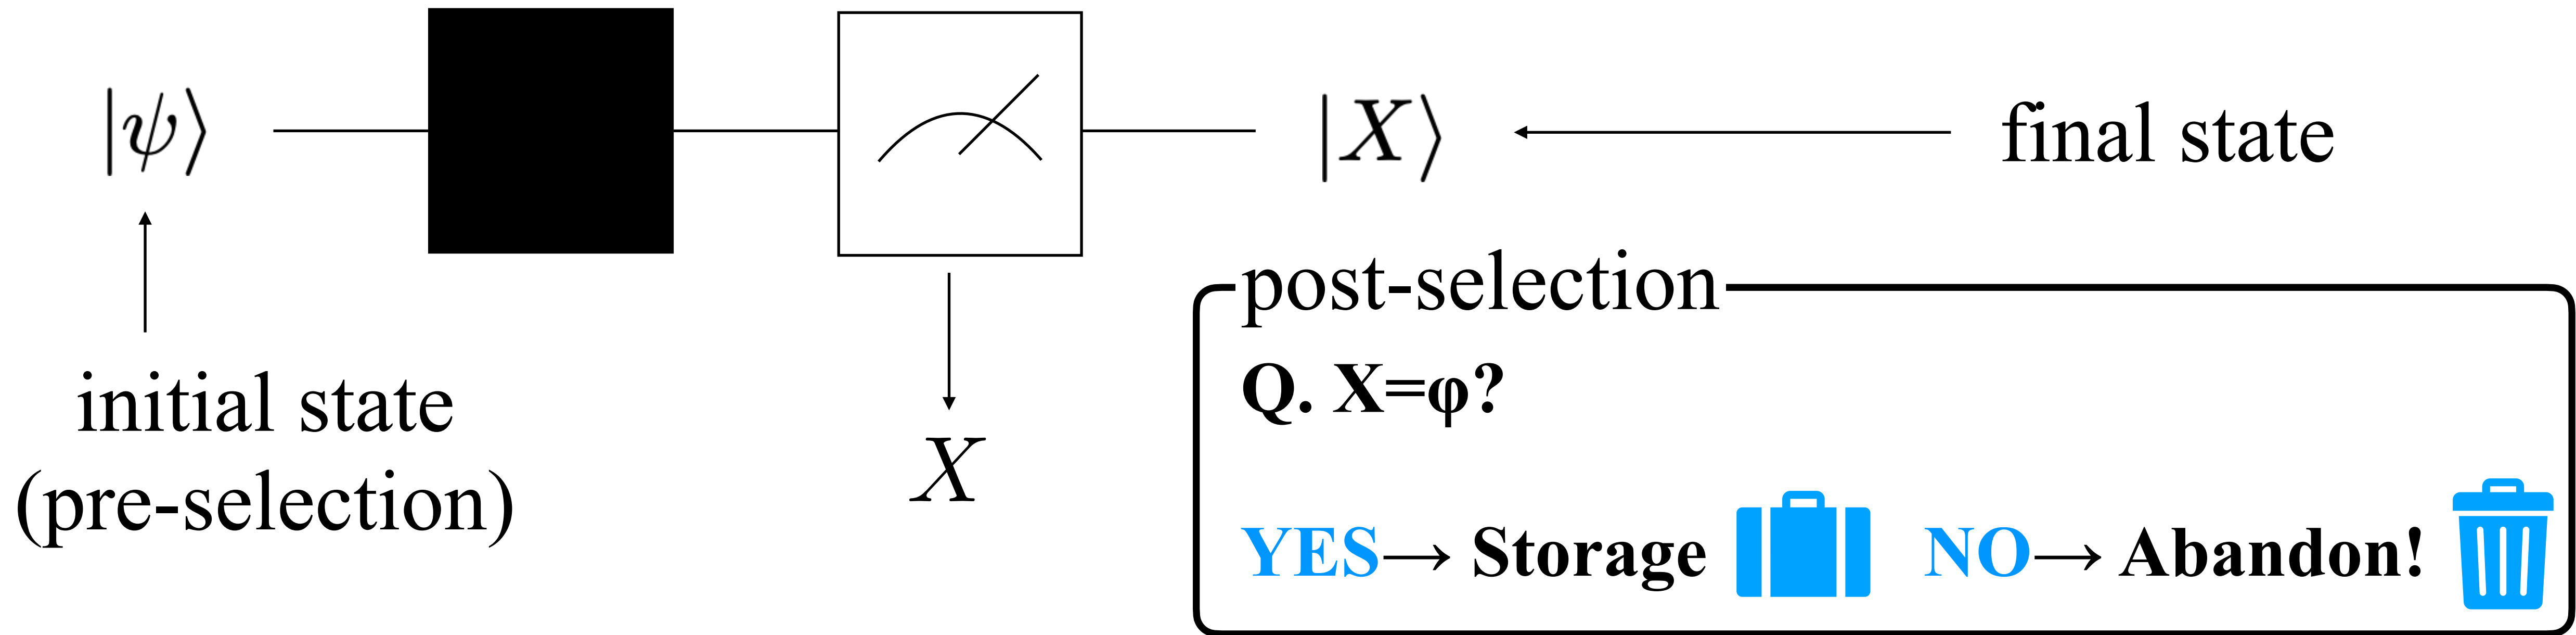 |ψ⟩
|X⟩
final state
initial state
(pre-selection)
X
post-selection
Q. X=φ?
YES→ Storage
NO→ Abandon!